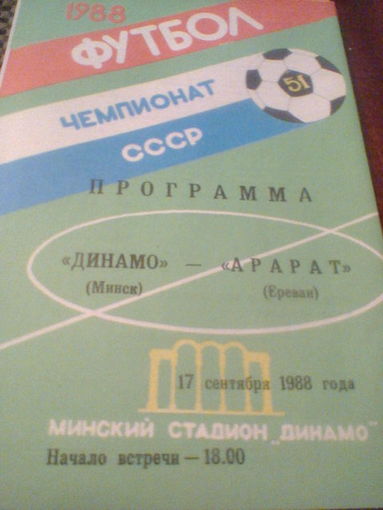 1988
ФУТБОЛ
ЧЕМПИОНАТ
51
СССР
ПРОГРАММА
«ДИНАМО» — «АРАРАТ»
(Минск) (Ереван)
17 сентября 1988 года
МИНСКИЙ СТАДИОН „ДИНАМО"
Начало встречи — 18.00